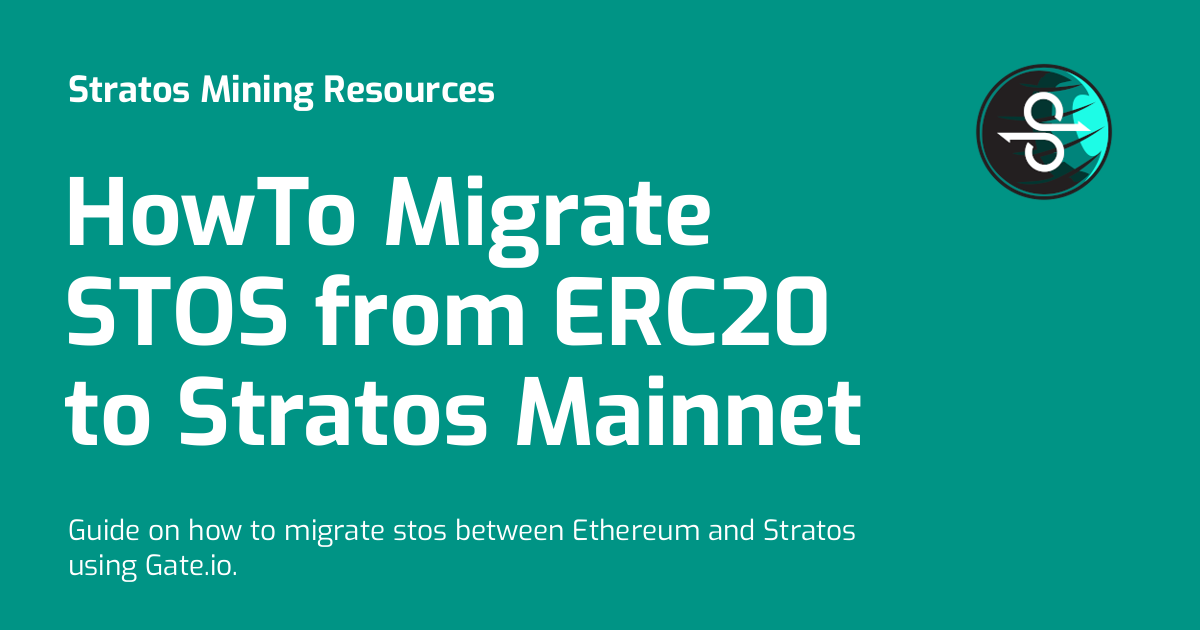 Stratos Mining Resources
HowTo Migrate
STOS from ERC20
to Stratos Mainnet
Guide on how to migrate stos between Ethereum and Stratos
using Gate.io.